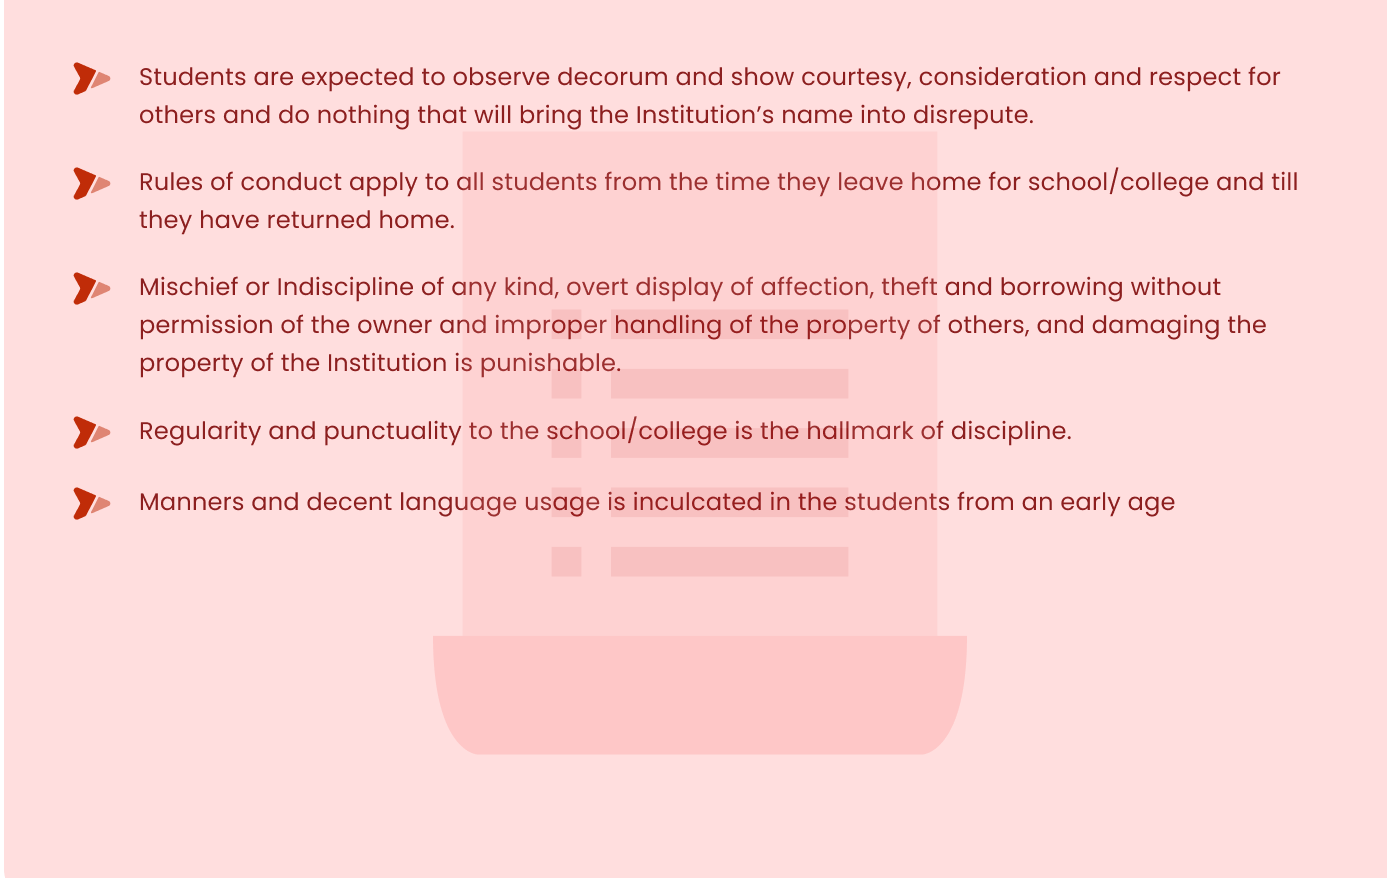 Students are expected to observe decorum and show courtesy, consideration and respect for
others and do nothing that will bring the Institution’s name into disrepute.
Rules of conduct apply to all students from the time they leave home for school/college and till
they have returned home.
Mischief or Indiscipline of any kind, overt display of affection, theft and borrowing without
permission of the owner and improper handling of the property of others, and damaging the
property of the Institution is punishable.
Regularity and punctuality to the school/college is the hallmark of discipline.
Manners and decent language usage is inculcated in the students from an early age